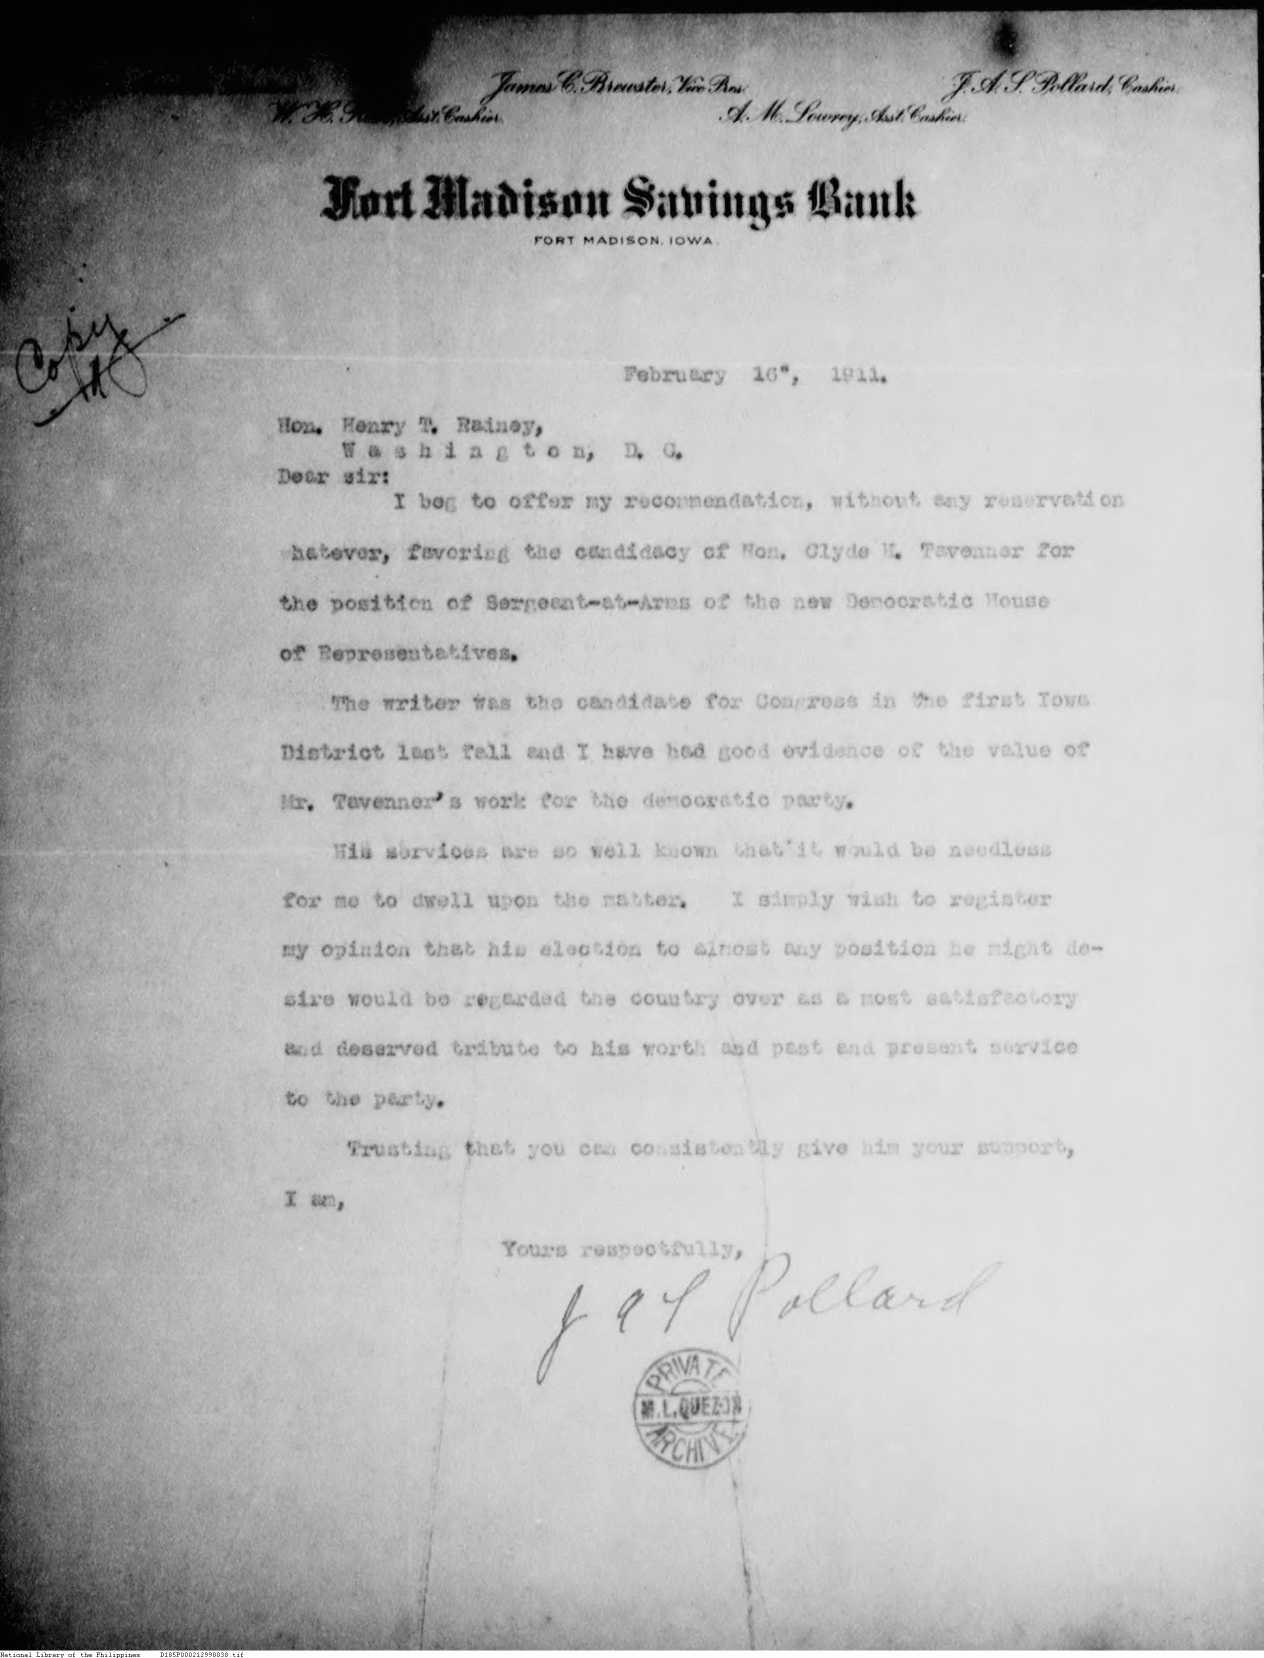 James C. Brewster, Vice Pres.
J. A. S. Pollard, Cashier.
W. H. Asst. Cashier.
A. M. Lowrey, Asst. Cashier.
Fort Madison Savings Bank
FORT MADISON, IOWA.
Copy
February 16", 1911.
Hon. Henry T. Rainey,
W a s h i n g t o n, D. C.
Dear sir:
I beg to offer my recommendation, without any reservation
hatever, favoring the candidacy of Hon. Clyde H. Tavenner for
the position of Sergeant-at-Arms of the new Democratic House
of Representatives.
The writer was the candidate for Congress in the first Iowa
District last fall and I have had good evidence of the value of
Mr. Tavenner's work for the democratic party.
His services are so well known that it would be needless
for me to dwell upon the matter. I simply wish to register
my opinion that his election to almost any position he might de-
sire would be regarded the country over as a most satisfactory
and deserved tribute to his worth and past and present service
to the party.
Trusting that you can consistently give him your support,
I am,
Yours respectfully,
J A S Pollard
PRIVATE
M.L.QUEZON
ARCHIVES
National Library of the Philippines D185P000212990838.tif